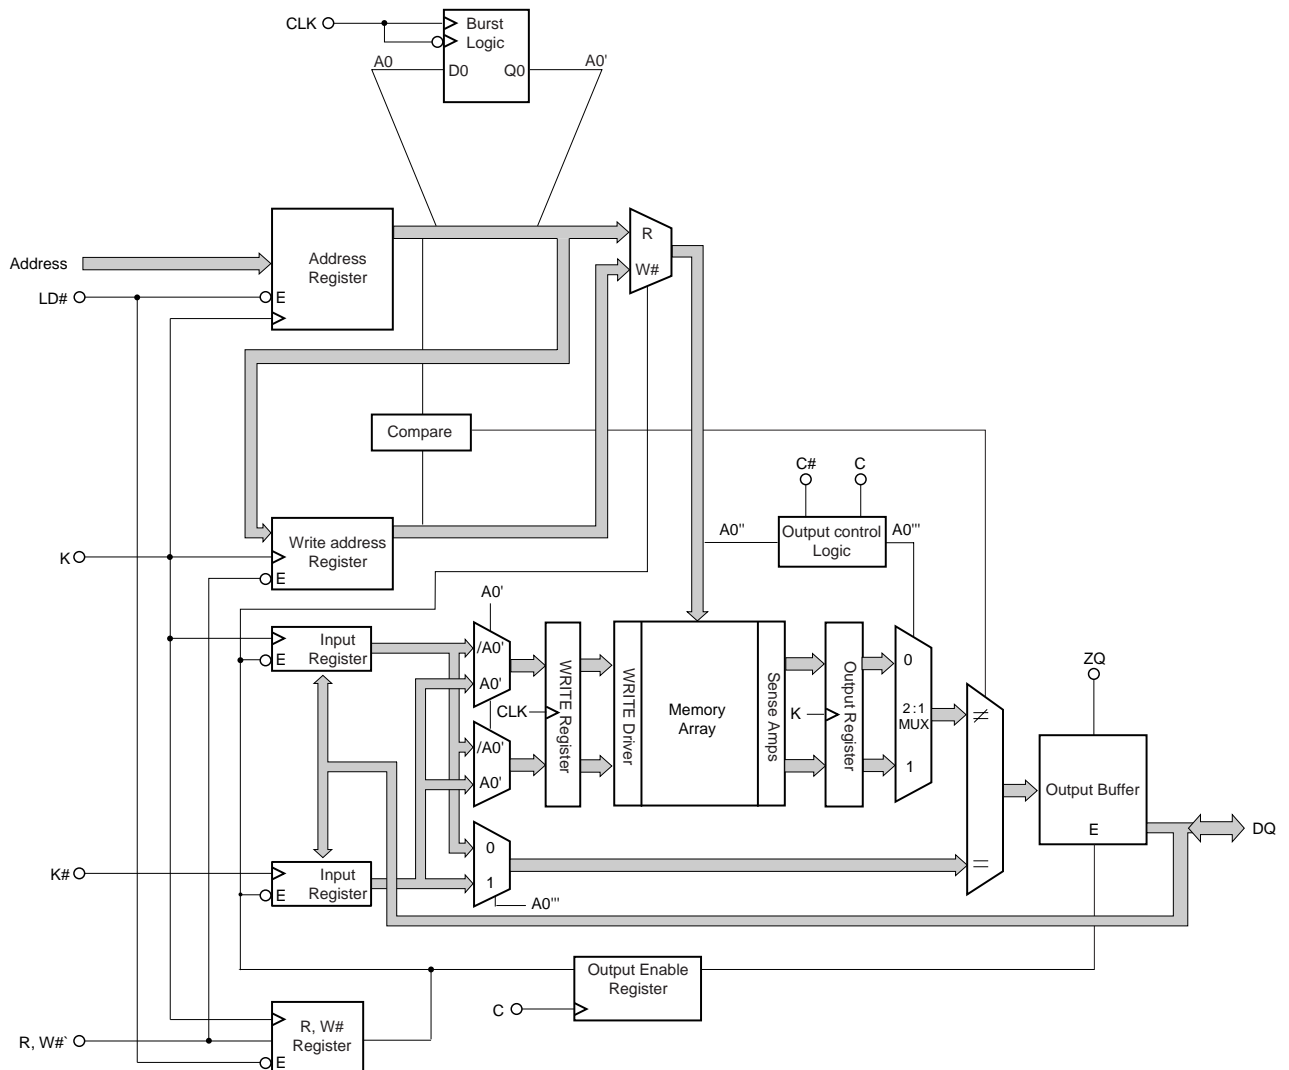 CLK
Burst
Logic
A0
D0
Q0
A0'
Address
Address
Register
R
W#
LD#
E
Compare
C#
C
A0''
Output control
Logic
A0'''
Write address
Register
K
E
A0'
Input
Register
E
/A0'
A0'
CLK
/A0'
A0'
WRITE Register
WRITE Driver
Memory
Array
Sense Amps
K
Output Register
0
2:1
MUX
1
≠
ZQ
Output Buffer
E
DQ
K#
Input
Register
E
0
1
=
A0'''
Output Enable
Register
C
R, W#`
R, W#
Register
E